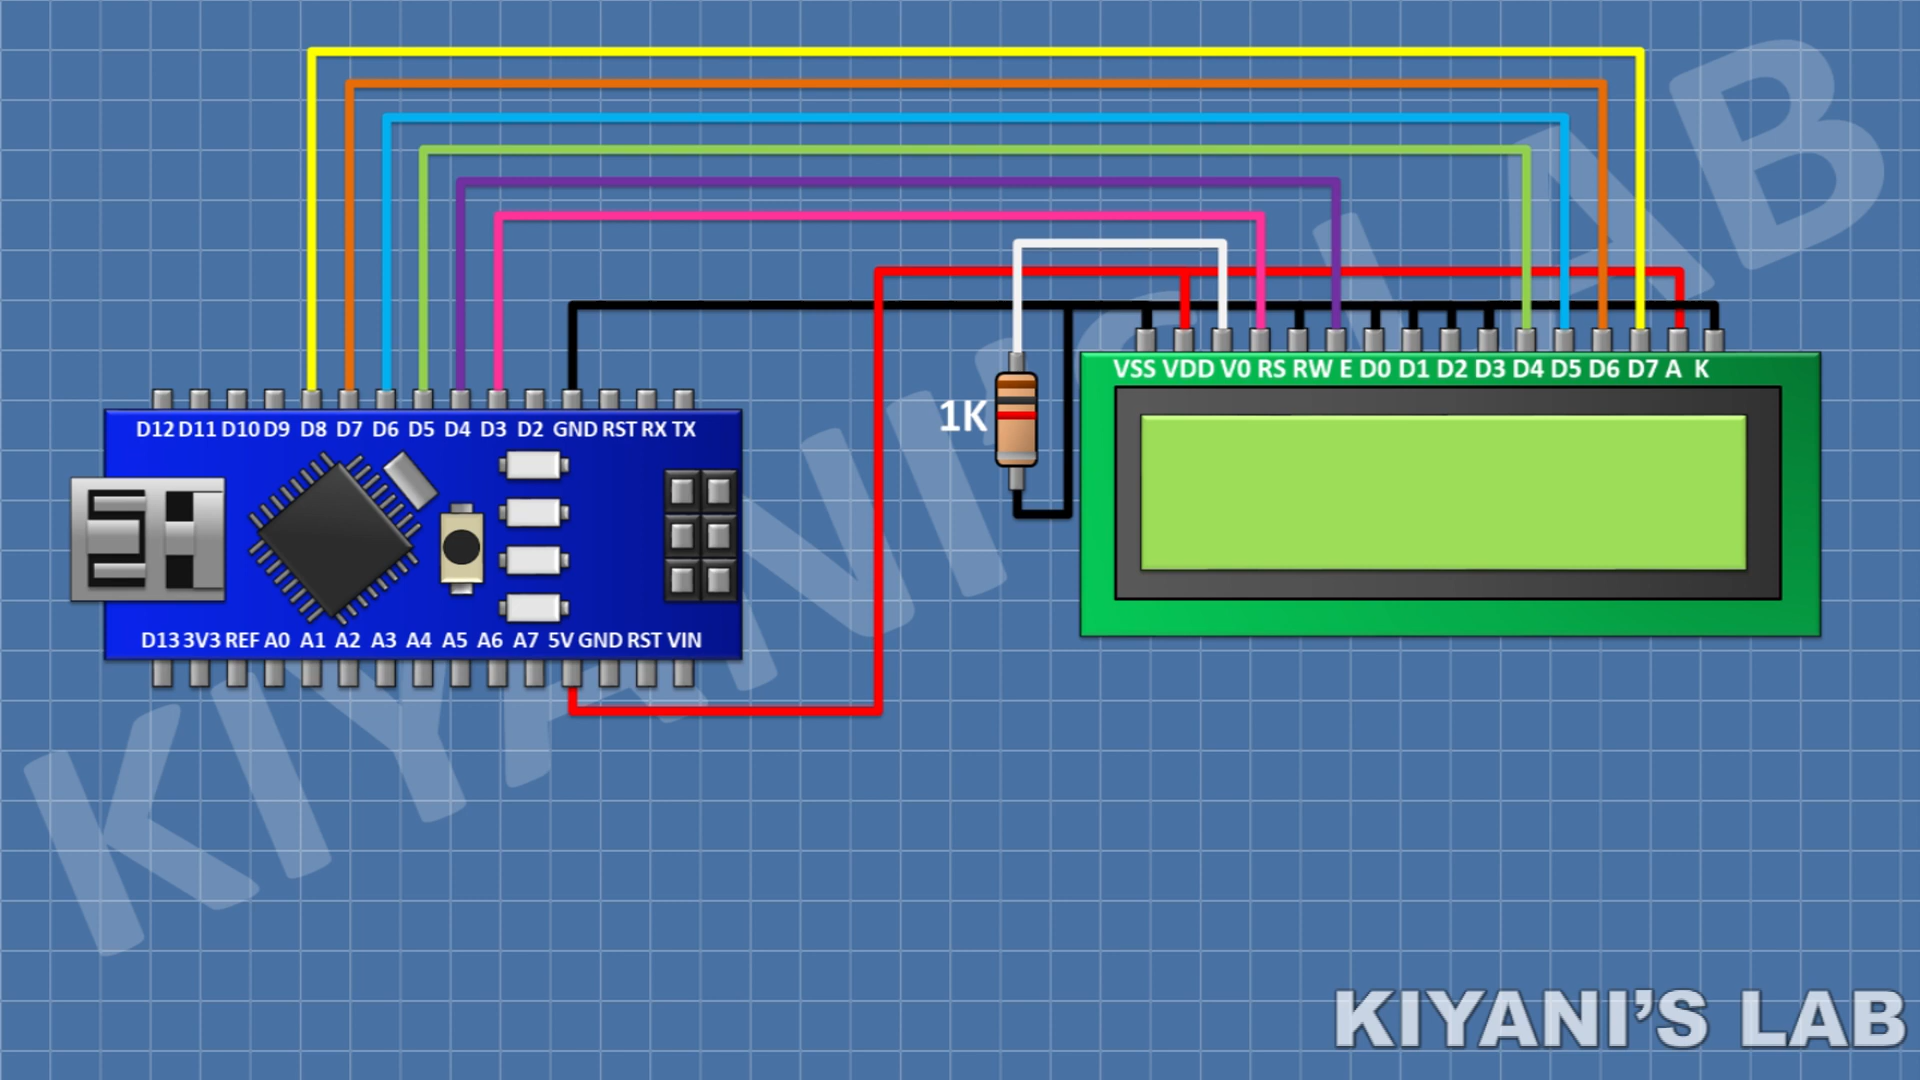 VSS VDD V0 RS RW E D0 D1 D2 D3 D4 D5 D6 D7 A K
1K
D12 D11 D10 D9 D8 D7 D6 D5 D4 D3 D2 GND RST RX TX
D13 3V3 REF A0 A1 A2 A3 A4 A5 A6 A7 5V GND RST VIN
KIYANI'S LAB
KIYANI'S LAB